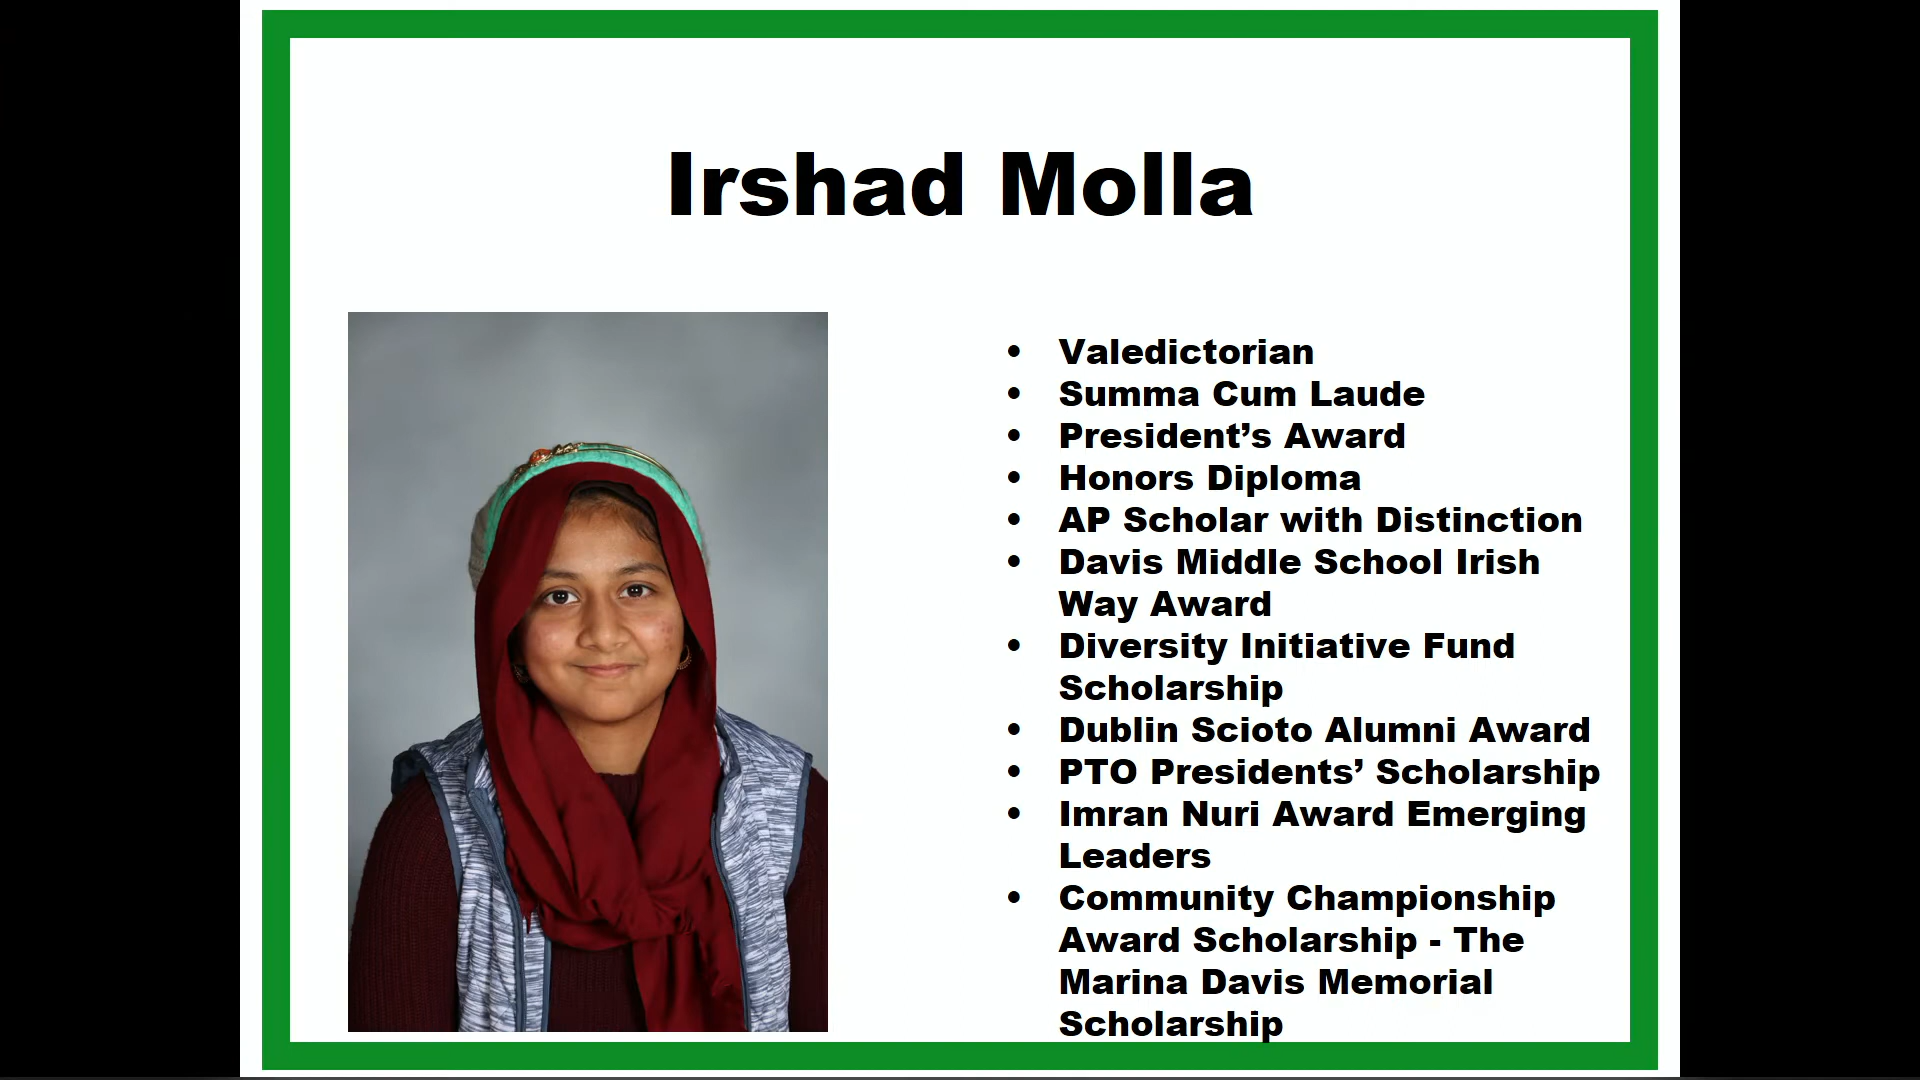 Irshad Molla
• Valedictorian
• Summa Cum Laude
• President’s Award
• Honors Diploma
• AP Scholar with Distinction
• Davis Middle School Irish
Way Award
• Diversity Initiative Fund
Scholarship
• Dublin Scioto Alumni Award
• PTO Presidents’ Scholarship
• Imran Nuri Award Emerging
Leaders
• Community Championship
Award Scholarship - The
Marina Davis Memorial
Scholarship